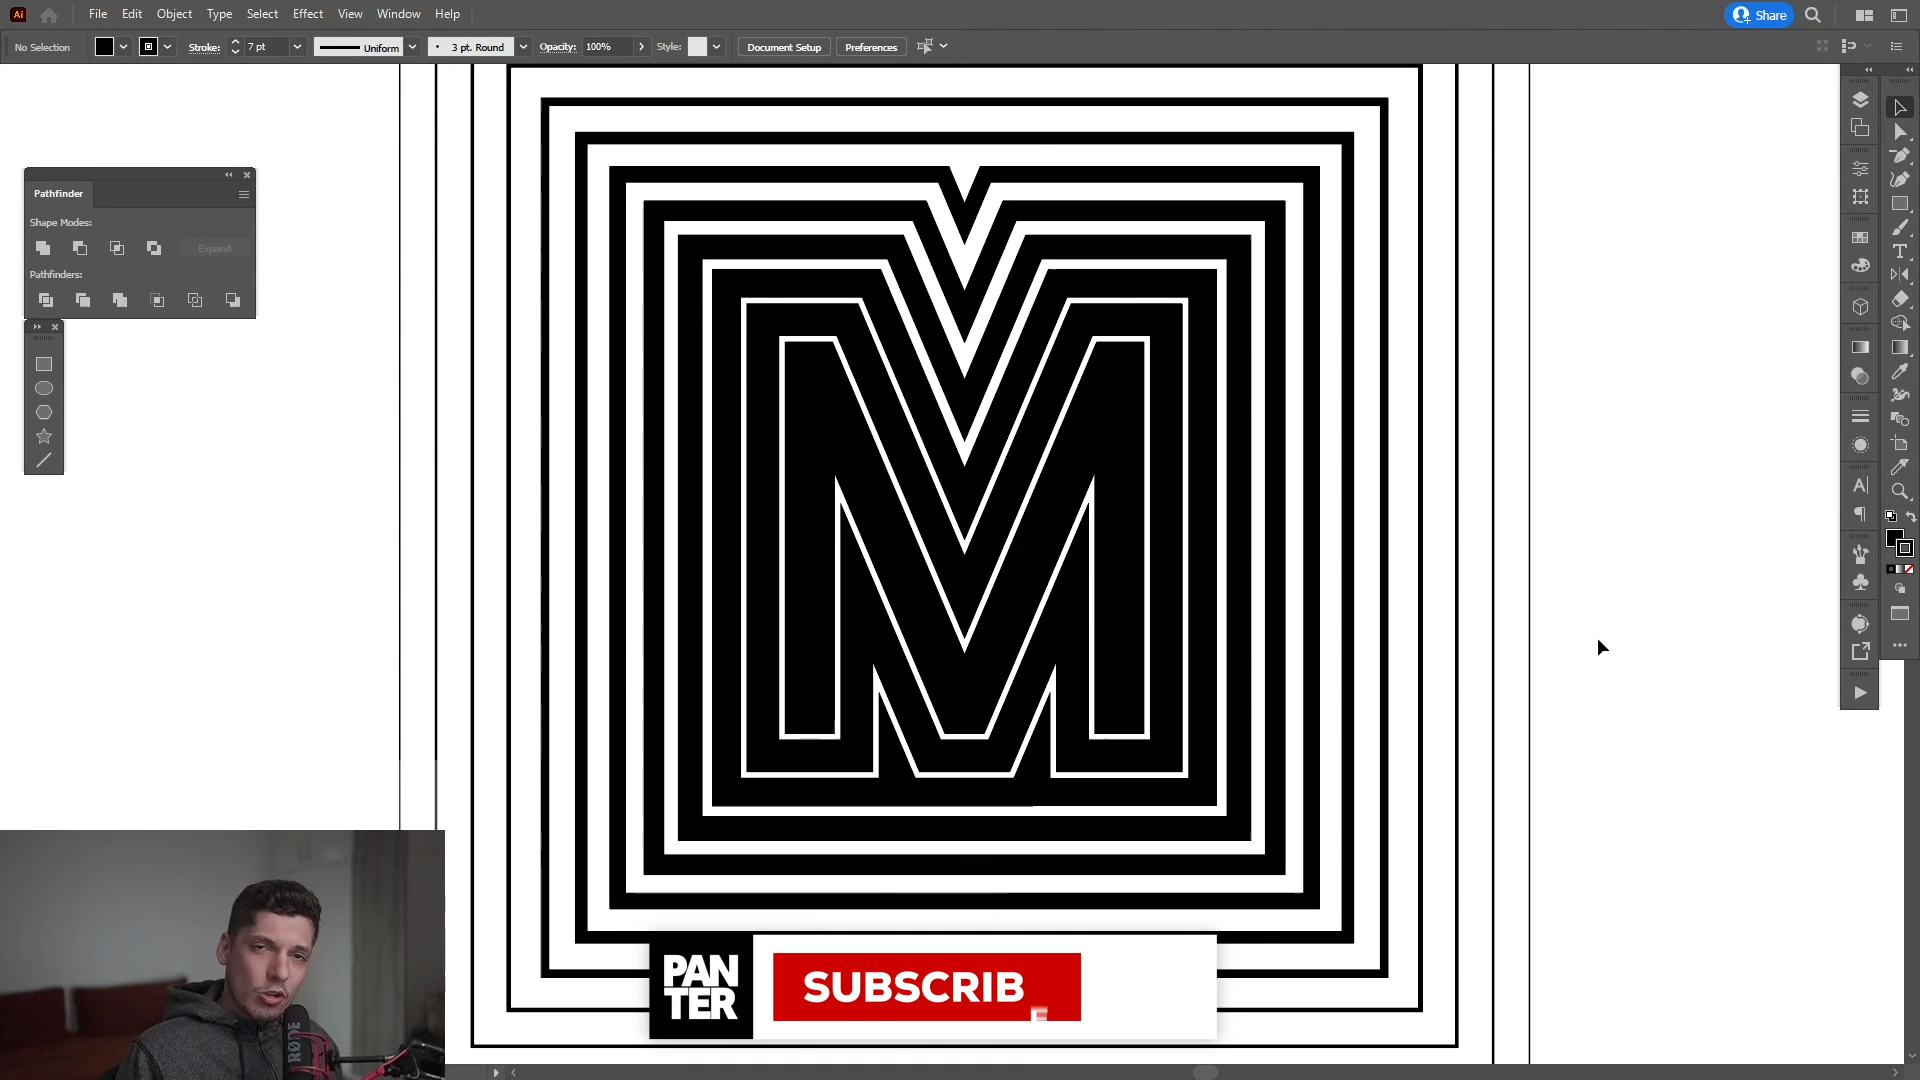 Ai File Edit Object Type Select Effect View Window Help Share
No Selection Stroke: 7 pt Uniform 3 pt. Round Opacity: 100% Style: Document Setup Preferences
Pathfinder
Shape Modes:
Expand
Pathfinders:
M
PAN
TER
SUBSCRIB
E
RØDE